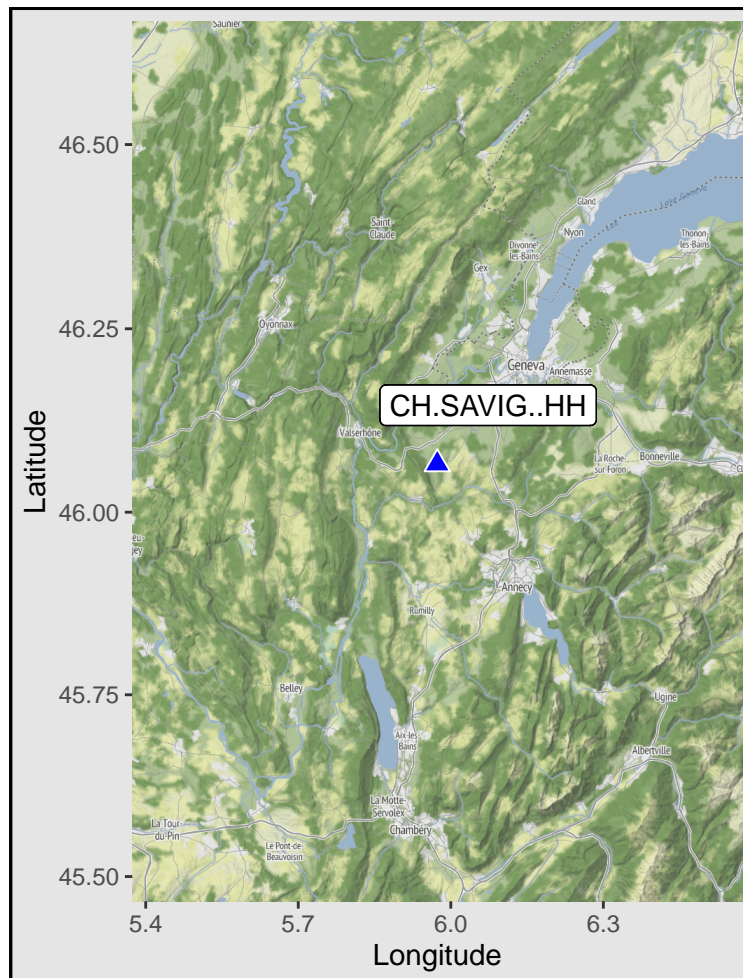 Saunier
46.50
Lake Geneva
Gland
Nyon
Saint-
Claude
Divonne
-les-Bains
Thonon
-les-Bains
Gex
46.25
Oyonnax
Geneva
Annemasse
CH.SAVIG..HH
Valserhône
La Roche
-sur-Foron
Bonneville
Latitude
46.00
Annecy
Rumilly
45.75
Belley
Ugine
Aix-les
Bains
Albertville
La Motte-
Servolex
La Tour
-du-Pin
Chambéry
Le Pont-de-
Beauvoisin
45.50
5.4
5.7
6.0
6.3
Longitude